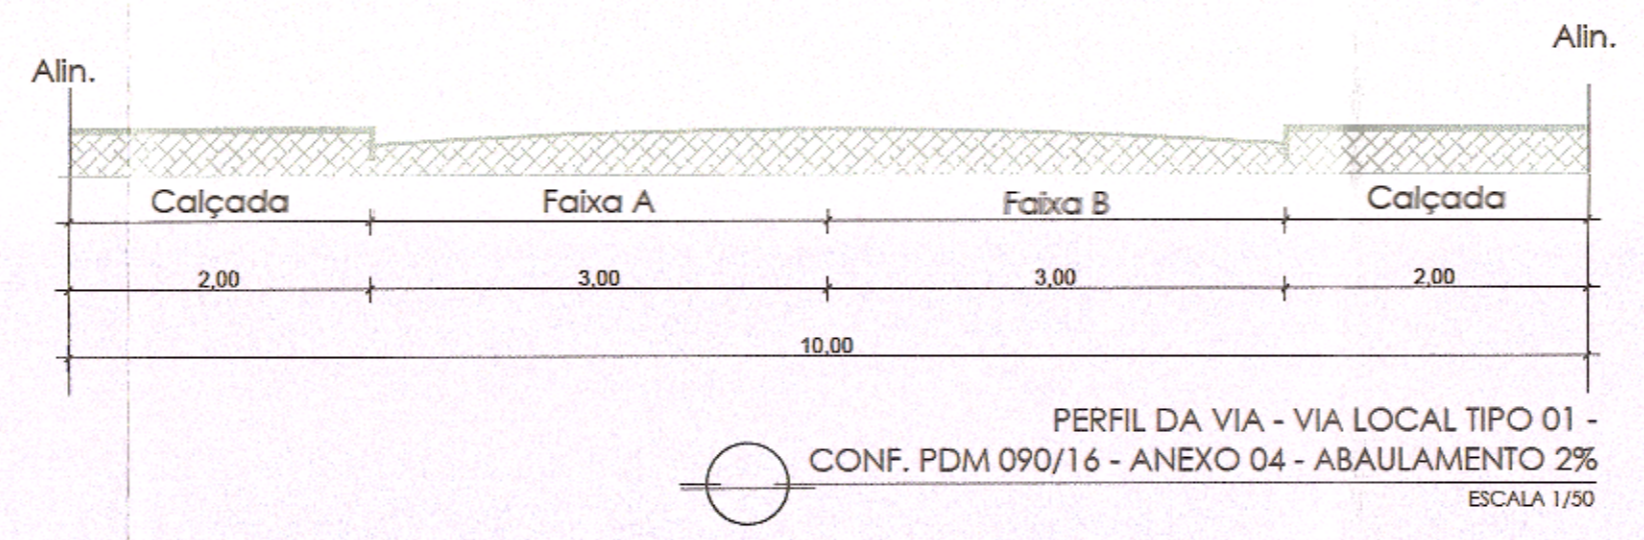 Alin.
Alin.
Calçada Faixa A Faixa B Calçada
2,00 3,00 3,00 2,00
10,00
PERFIL DA VIA - VIA LOCAL TIPO 01 -
CONF. PDM 090/16 - ANEXO 04 - ABAULAMENTO 2%
ESCALA 1/50